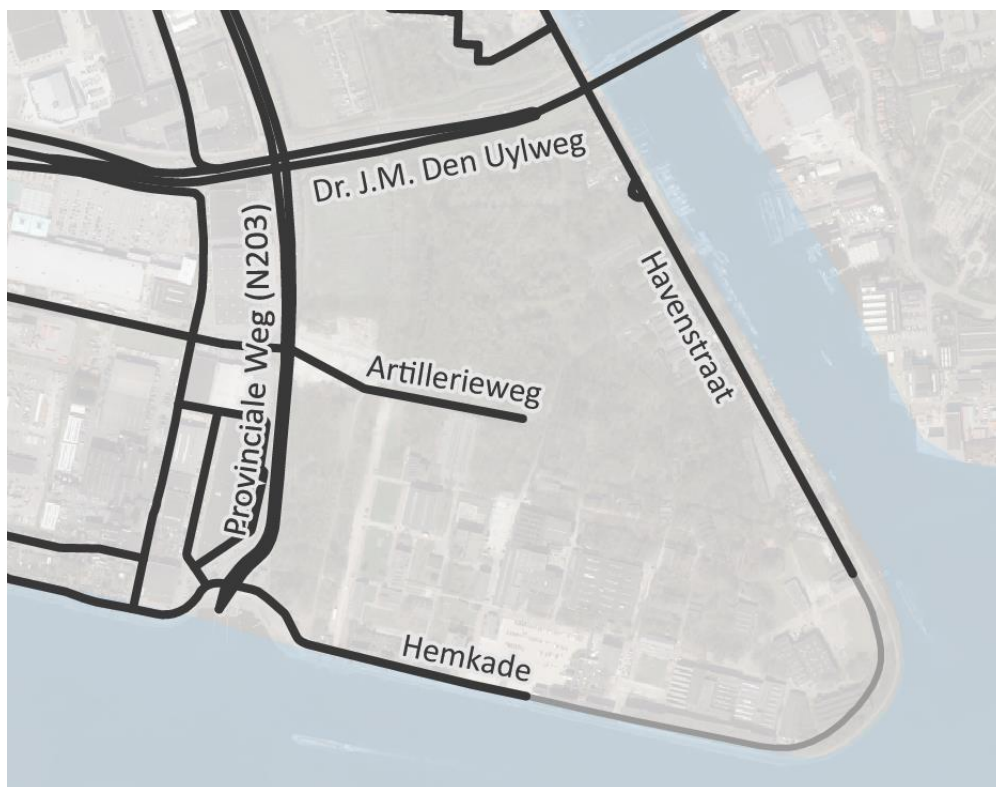 Dr. J.M. Den Uylweg
Provinciale Weg (N203)
Havenstraat
Artillerieweg
Hemkade